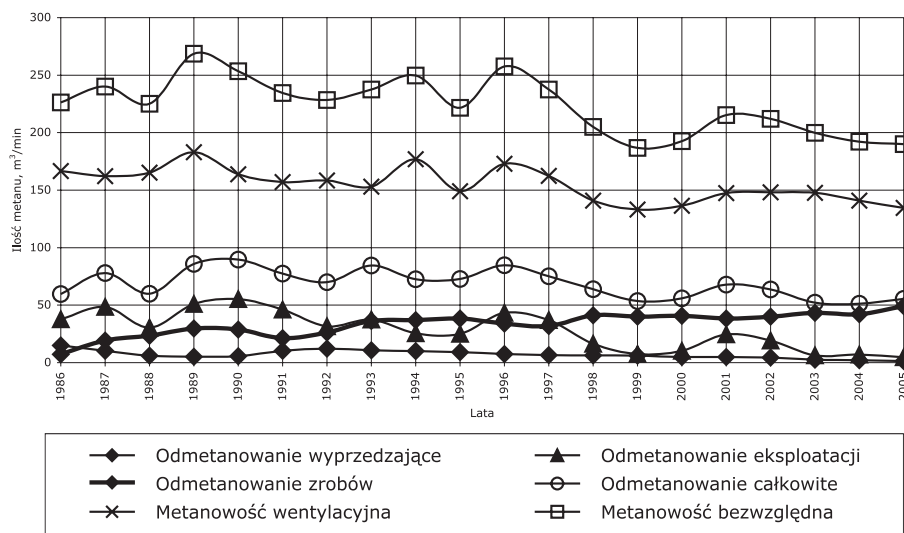 300
250
200
150
100
50
0
Ilość metanu, m³/min
1986 1987 1988 1989 1990 1991 1992 1993 1994 1995 1996 1997 1998 1999 2000 2001 2002 2003 2004 2005
Lata
Odmetanowanie wyprzedzające Odmetanowanie eksploatacji
Odmetanowanie zrobów Odmetanowanie całkowite
Metanowość wentylacyjna Metanowość bezwzględna